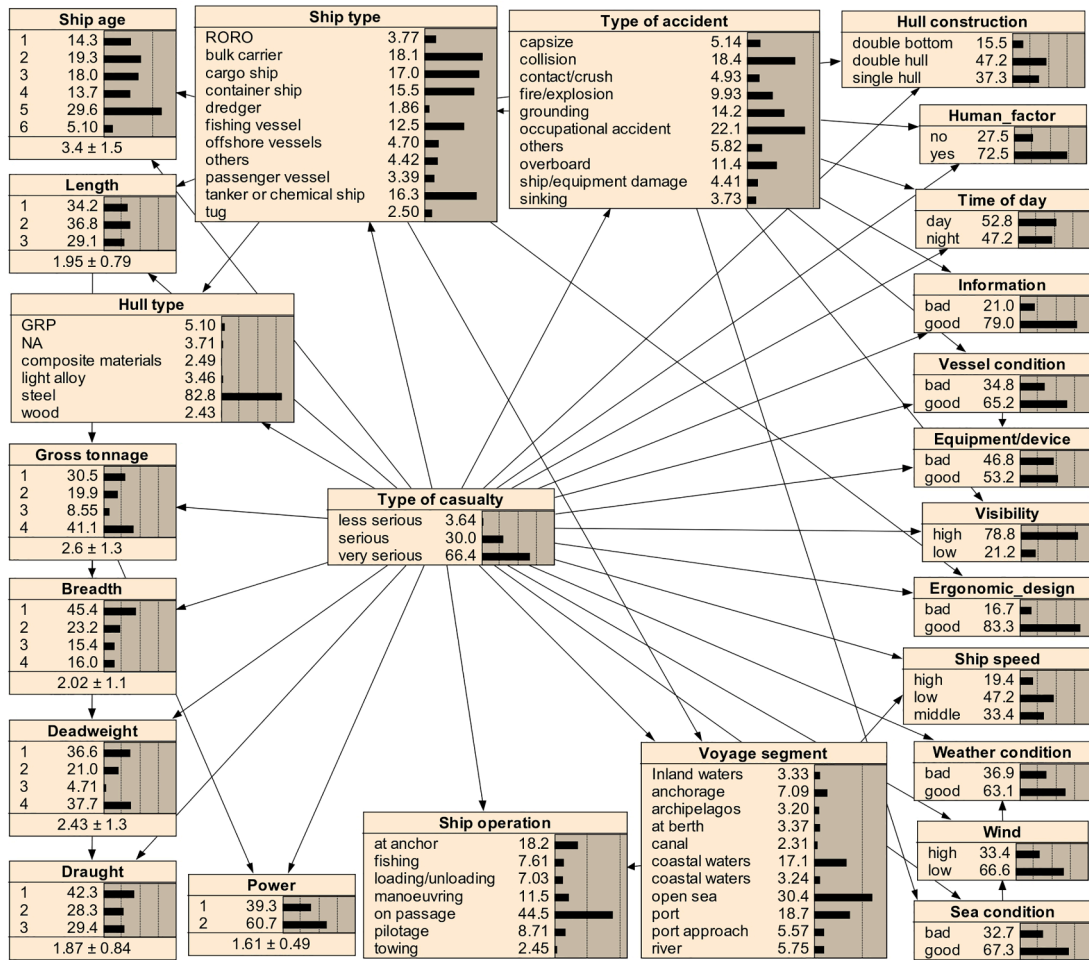 Ship age
1 14.3
2 19.3
3 18.0
4 13.7
5 29.6
6 5.10
3.4 ± 1.5
Ship type
RORO 3.77
bulk carrier 18.1
cargo ship 17.0
container ship 15.5
dredger 1.86
fishing vessel 12.5
offshore vessels 4.70
others 4.42
passenger vessel 3.39
tanker or chemical ship 16.3
tug 2.50
Type of accident
capsize 5.14
collision 18.4
contact/crush 4.93
fire/explosion 9.93
grounding 14.2
occupational accident 22.1
others 5.82
overboard 11.4
ship/equipment damage 4.41
sinking 3.73
Hull construction
double bottom 15.5
double hull 47.2
single hull 37.3
Human_factor
no 27.5
yes 72.5
Length
1 34.2
2 36.8
3 29.1
1.95 ± 0.79
Time of day
day 52.8
night 47.2
Information
bad 21.0
good 79.0
Hull type
GRP 5.10
NA 3.71
composite materials 2.49
light alloy 3.46
steel 82.8
wood 2.43
Vessel condition
bad 34.8
good 65.2
Equipment/device
bad 46.8
good 53.2
Gross tonnage
1 30.5
2 19.9
3 8.55
4 41.1
2.6 ± 1.3
Type of casualty
less serious 3.64
serious 30.0
very serious 66.4
Visibility
high 78.8
low 21.2
Breadth
1 45.4
2 23.2
3 15.4
4 16.0
2.02 ± 1.1
Ergonomic_design
bad 16.7
good 83.3
Ship speed
high 19.4
low 47.2
middle 33.4
Deadweight
1 36.6
2 21.0
3 4.71
4 37.7
2.43 ± 1.3
Voyage segment
Inland waters 3.33
anchorage 7.09
archipelagos 3.20
at berth 3.37
canal 2.31
coastal waters 17.1
coastal waters 3.24
open sea 30.4
port 18.7
port approach 5.57
river 5.75
Weather condition
bad 36.9
good 63.1
Ship operation
at anchor 18.2
fishing 7.61
loading/unloading 7.03
manoeuvring 11.5
on passage 44.5
pilotage 8.71
towing 2.45
Wind
high 33.4
low 66.6
Draught
1 42.3
2 28.3
3 29.4
1.87 ± 0.84
Power
1 39.3
2 60.7
1.61 ± 0.49
Sea condition
bad 32.7
good 67.3